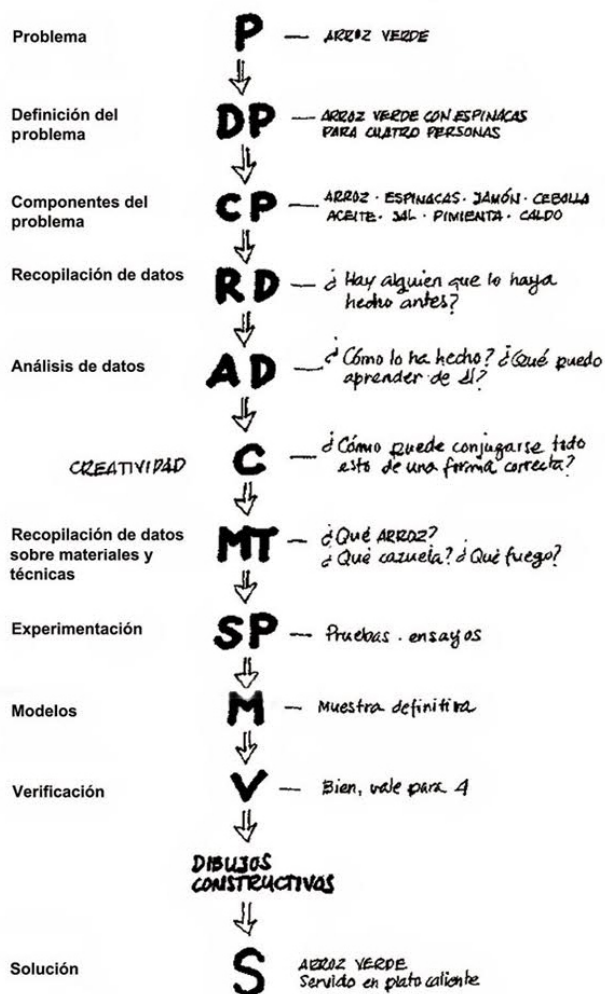 Problema P — ARROZ VERDE
Definición del DP — ARROZ VERDE CON ESPINACAS
problema PARA CUATRO PERSONAS
Componentes del CP — ARROZ · ESPINACAS · JAMÓN · CEBOLLA
problema ACEITE · SAL · PIMIENTA · CALDO
Recopilación de datos RD — ¿Hay alguien que lo haya
hecho antes?
Análisis de datos AD — ¿Cómo lo ha hecho? ¿Qué puedo
aprender de él?
CREATIVIDAD C — ¿Cómo puede conjugarse todo
esto de una forma correcta?
Recopilación de datos MT — ¿Qué ARROZ?
sobre materiales y ¿Qué cazuela? ¿Qué fuego?
técnicas
Experimentación SP — Pruebas · ensayos
Modelos M — Muestra definitiva
Verificación V — Bien, vale para 4
DIBUJOS
CONSTRUCTIVOS
Solución S ARROZ VERDE
Servido en plato caliente